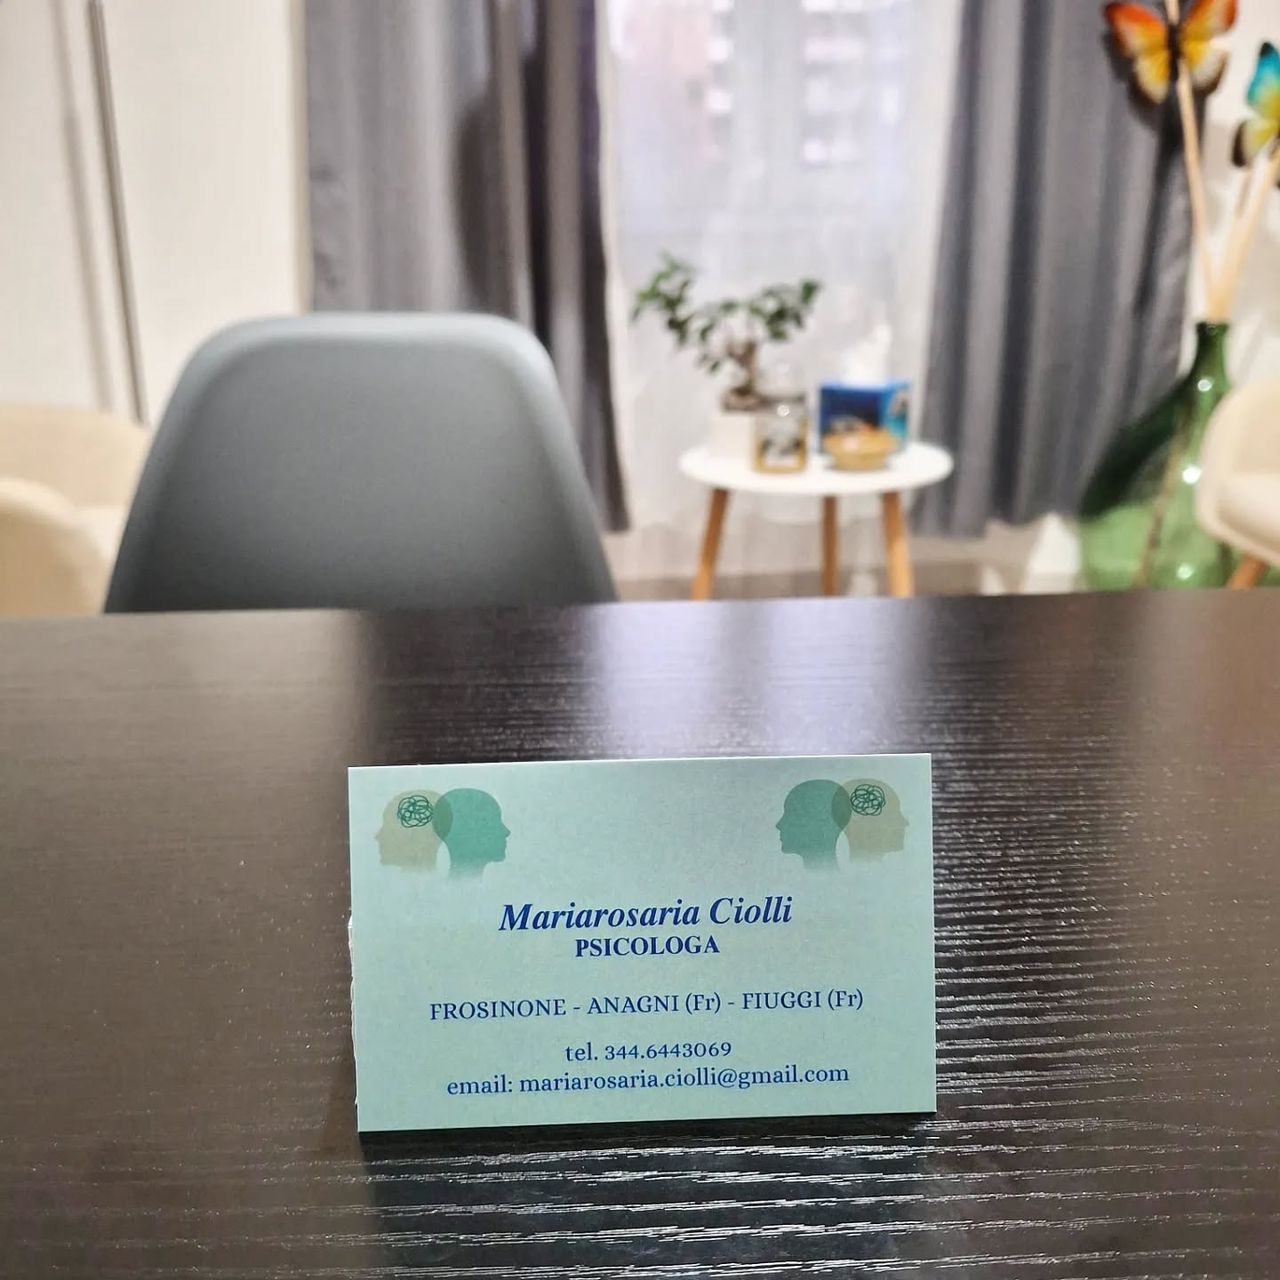 Mariarosaria Ciolli
PSICOLOGA
FROSINONE - ANAGNI (Fr) - FIUGGI (Fr)
tel. 344.6443069
email: mariarosaria.ciolli@gmail.com